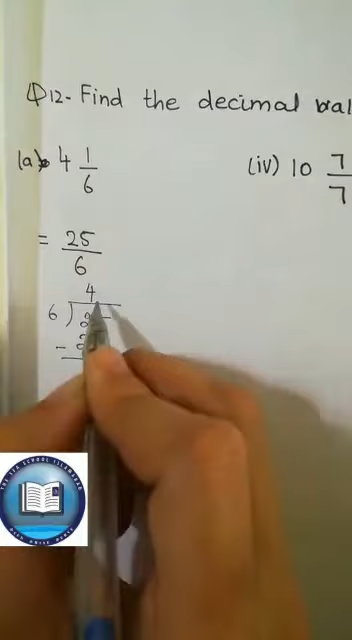 Q12- Find the decimal val
(a) 4 1/6
(iv) 10 7/7
= 25/6
4
6
-